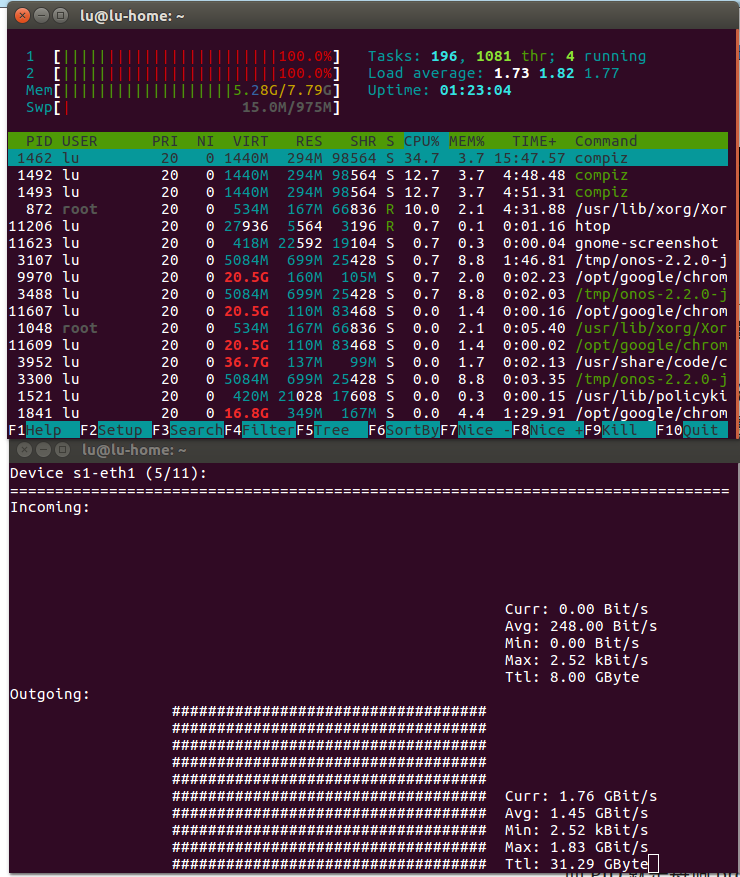 lu@lu-home: ~
1 [||||||||||||||||||||||||100.0%] Tasks: 196, 1081 thr; 4 running
2 [||||||||||||||||||||||||100.0%] Load average: 1.73 1.82 1.77
Mem[|||||||||||||||||||5.28G/7.79G] Uptime: 01:23:04
Swp[| 15.0M/975M]
PID USER PRI NI VIRT RES SHR S CPU% MEM% TIME+ Command
1462 lu 20 0 1440M 294M 98564 S 34.7 3.7 15:47.57 compiz
1492 lu 20 0 1440M 294M 98564 S 12.7 3.7 4:48.48 compiz
1493 lu 20 0 1440M 294M 98564 S 12.7 3.7 4:51.31 compiz
872 root 20 0 534M 167M 66836 R 10.0 2.1 4:31.88 /usr/lib/xorg/Xor
11206 lu 20 0 27936 5564 3196 R 0.7 0.1 0:01.16 htop
11623 lu 20 0 418M 22592 19104 S 0.7 0.3 0:00.04 gnome-screenshot
3107 lu 20 0 5084M 699M 25428 S 0.7 8.8 1:46.81 /tmp/onos-2.2.0-j
9970 lu 20 0 20.5G 160M 105M S 0.7 2.0 0:02.23 /opt/google/chrom
3488 lu 20 0 5084M 699M 25428 S 0.7 8.8 0:02.03 /tmp/onos-2.2.0-j
11607 lu 20 0 20.5G 110M 83468 S 0.0 1.4 0:00.16 /opt/google/chrom
1048 root 20 0 534M 167M 66836 S 0.0 2.1 0:05.40 /usr/lib/xorg/Xor
11609 lu 20 0 20.5G 110M 83468 S 0.0 1.4 0:00.02 /opt/google/chrom
3952 lu 20 0 36.7G 137M 99M S 0.0 1.7 0:02.13 /usr/share/code/c
3300 lu 20 0 5084M 699M 25428 S 0.0 8.8 0:03.35 /tmp/onos-2.2.0-j
1521 lu 20 0 420M 21028 17608 S 0.0 0.3 0:00.15 /usr/lib/policyki
1841 lu 20 0 16.8G 349M 167M S 0.0 4.4 1:29.91 /opt/google/chrom
F1Help F2Setup F3SearchF4FilterF5Tree F6SortByF7Nice -F8Nice +F9Kill F10Quit
lu@lu-home: ~
Device s1-eth1 (5/11):
================================================================================
Incoming:
Curr: 0.00 Bit/s
Avg: 248.00 Bit/s
Min: 0.00 Bit/s
Max: 2.52 kBit/s
Ttl: 8.00 GByte
Outgoing:
###################################
###################################
###################################
###################################
###################################
################################### Curr: 1.76 GBit/s
################################### Avg: 1.45 GBit/s
################################### Min: 2.52 kBit/s
################################### Max: 1.83 GBit/s
################################### Ttl: 31.29 GByte